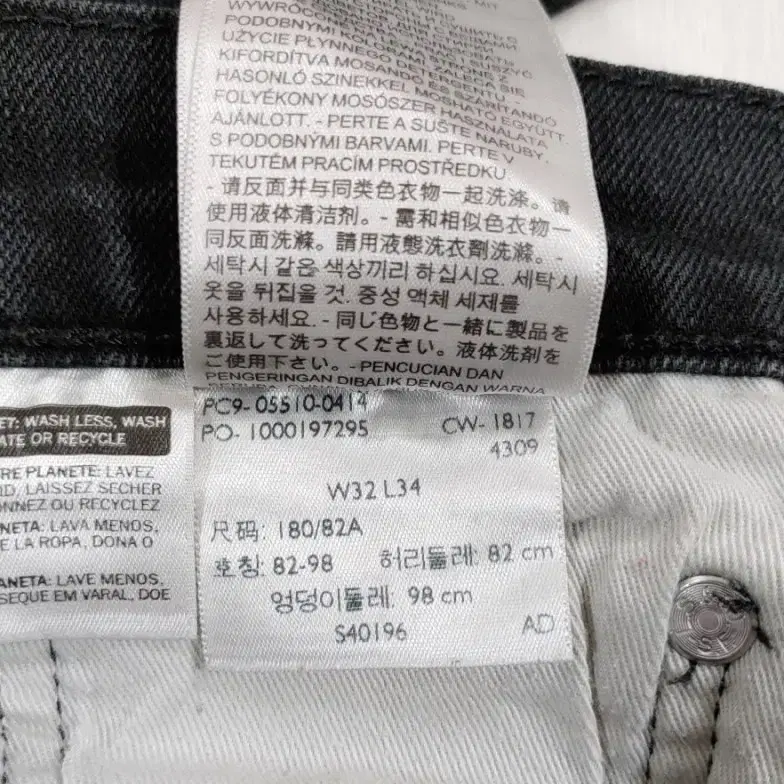 MIT
WYWRÓCO
UŻYCIE PŁYNNEGO DETERGENTU.-
KIFORDÍTVA MOSANDÓ ÉS SZÁRÍTANDÓ
HASONLÓ SZINEKKEL MOSHATÓ EGYÜTT.
FOLYÉKONY MOSÓSZER HASZNÁLATA
AJÁNLOTT. - PERTE A SUŠTE NARUBY,
S PODOBNÝMI BARVAMI. PERTE V
TEKUTÉM PRACÍM PROSTŘEDKU
- 请反面并与同类色衣物一起洗涤。请
使用液体清洁剂。- 需和相似色衣物一
同反面洗滌。請用液態洗衣劑洗滌。-
세탁시 같은 색상끼리 하십시요. 세탁시
옷을 뒤집을 것. 중성 액체 세제를
사용하세요. - 同じ色物と一緒に製品を
裏返して洗ってください。液体洗剤を
ご使用下さい。- PENCUCIAN DAN
PENGERINGAN DIBALIK DENGAN WARNA
PC9- 05510-0414
PO- 1000197295
CW- 1817
4309
W32 L34
尺码: 180/82A
호칭: 82-98 허리둘레: 82 cm
엉덩이둘레: 98 cm
S40196 AD
ET: WASH LESS, WASH
ATE OR RECYCLE
RE PLANETE: LAVEZ
ID, LAISSEZ SECHER
NNEZ OU RECYCLEZ
NETA: LAVA MENOS,
E LA ROPA, DONA O
ANETA: LAVE MENOS,
SEQUE EM VARAL, DOE